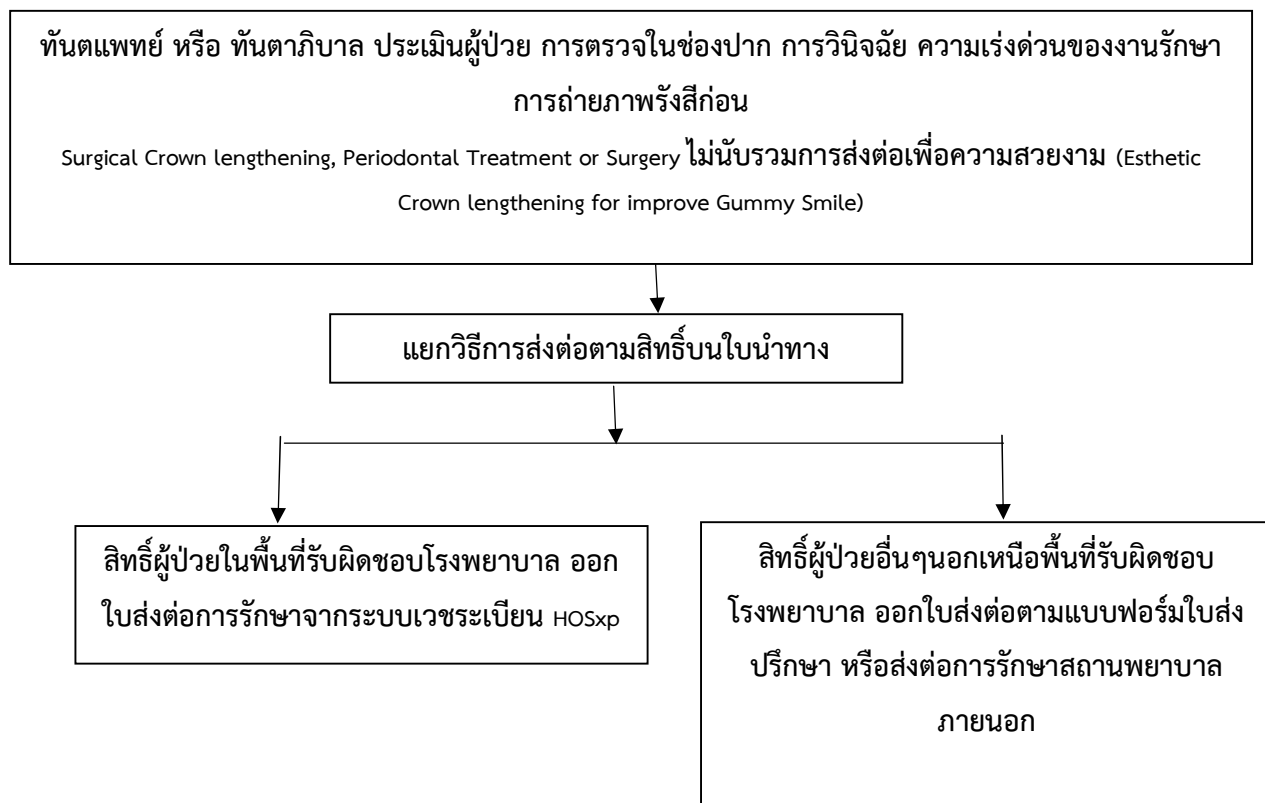 ทันตแพทย์ หรือ ทันตาภิบาล ประเมินผู้ป่วย การตรวจในช่องปาก การวินิจฉัย ความเร่งด่วนของงานรักษา
การถ่ายภาพรังสีก่อน
Surgical Crown lengthening, Periodontal Treatment or Surgery ไม่นับรวมการส่งต่อเพื่อความสวยงาม (Esthetic
Crown lengthening for improve Gummy Smile)
แยกวิธีการส่งต่อตามสิทธิ์บนใบนำทาง
สิทธิ์ผู้ป่วยในพื้นที่รับผิดชอบโรงพยาบาล ออก
ใบส่งต่อการรักษาจากระบบเวชระเบียน HOSxp
สิทธิ์ผู้ป่วยอื่นๆนอกเหนือพื้นที่รับผิดชอบ
โรงพยาบาล ออกใบส่งต่อตามแบบฟอร์มใบส่ง
ปรึกษา หรือส่งต่อการรักษาสถานพยาบาล
ภายนอก